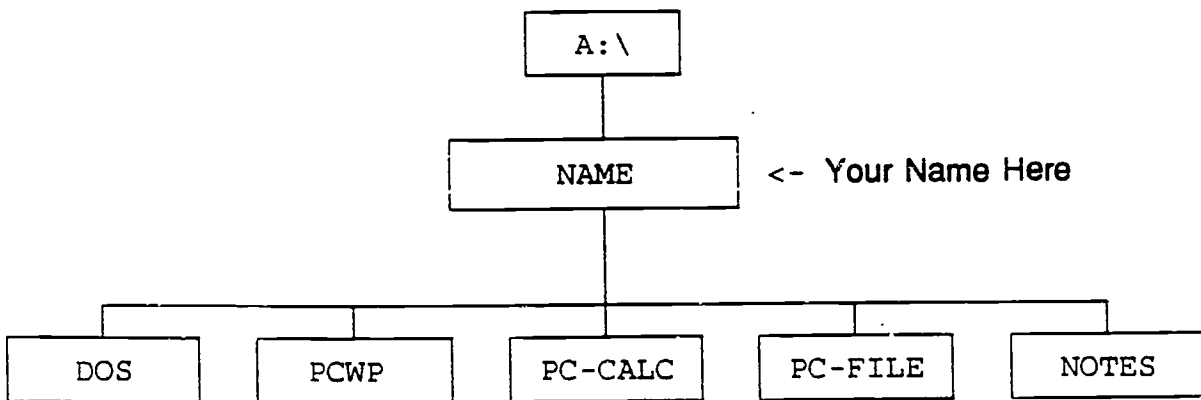 A:\
NAME <- Your Name Here
DOS PCWP PC-CALC PC-FILE NOTES